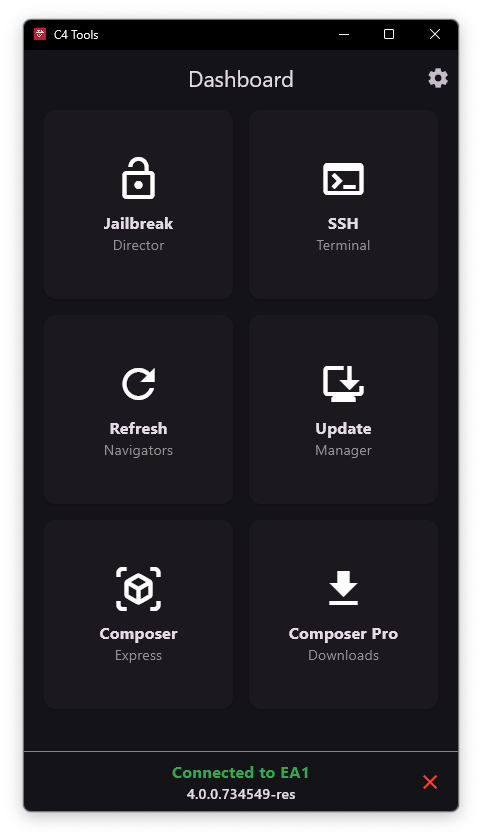 C4 Tools
Dashboard
Jailbreak
Director
SSH
Terminal
Refresh
Navigators
Update
Manager
Composer
Express
Composer Pro
Downloads
Connected to EA1
4.0.0.734549-res